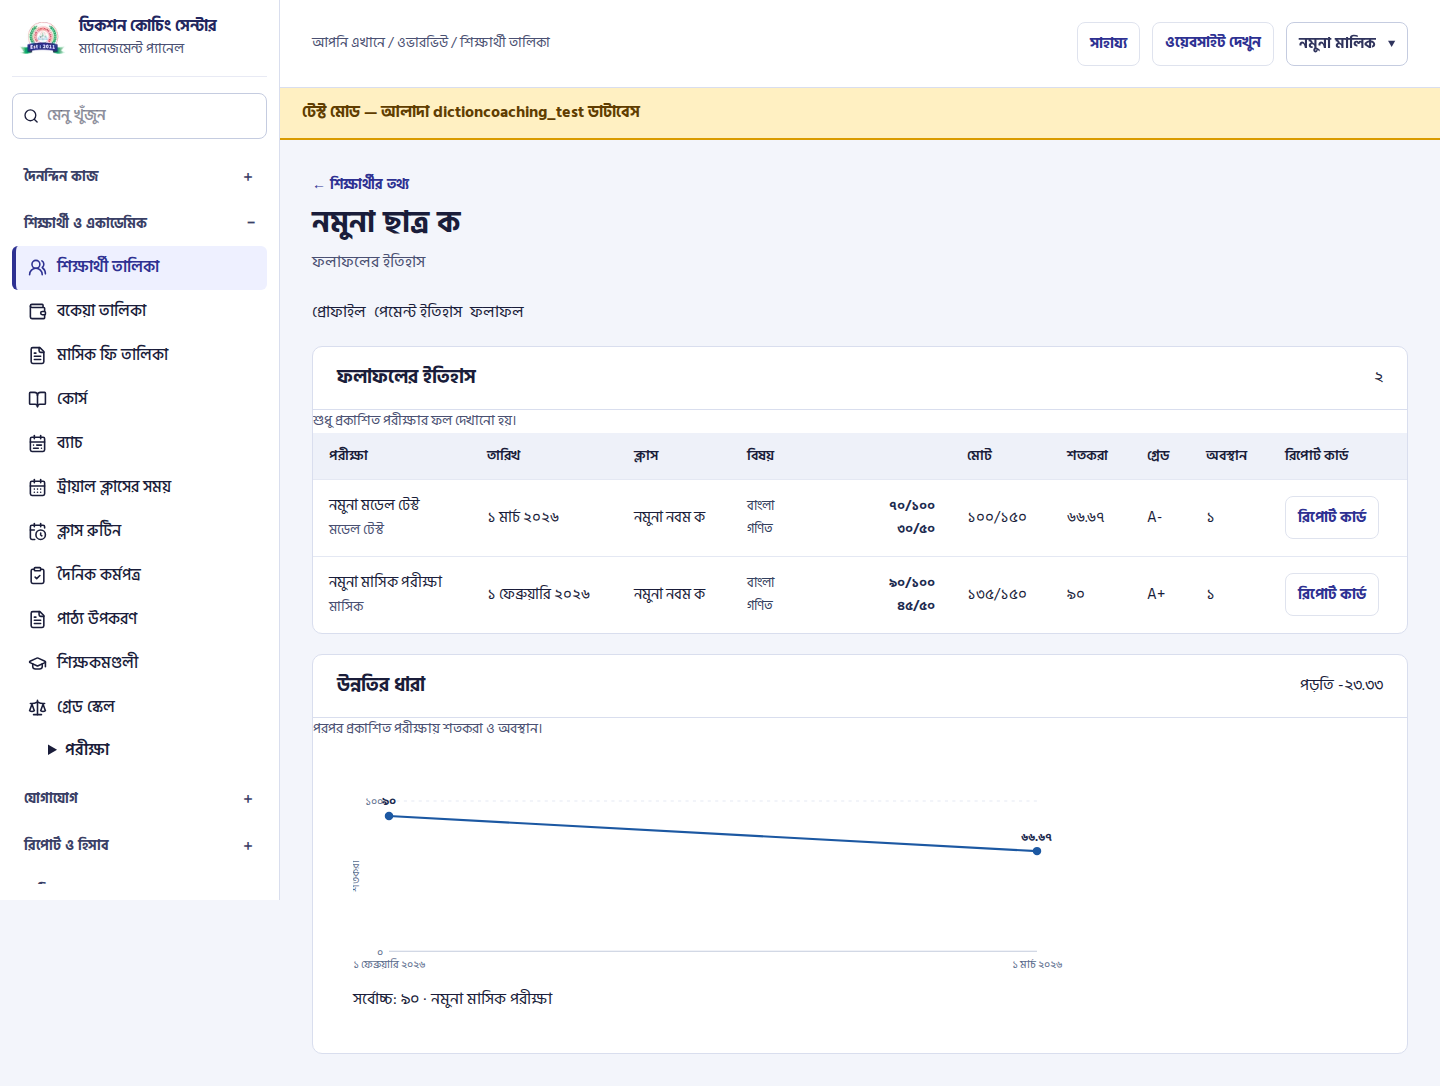 ডিকশন কোচিং সেন্টার
ম্যানেজমেন্ট প্যানেল
Est : 2011
মেনু খুঁজুন
দৈনন্দিন কাজ +
শিক্ষার্থী ও একাডেমিক −
শিক্ষার্থী তালিকা
বকেয়া তালিকা
মাসিক ফি তালিকা
কোর্স
ব্যাচ
ট্রায়াল ক্লাসের সময়
ক্লাস রুটিন
দৈনিক কর্মপত্র
পাঠ্য উপকরণ
শিক্ষকমণ্ডলী
গ্রেড স্কেল
▶ পরীক্ষা
যোগাযোগ +
রিপোর্ট ও হিসাব +
আপনি এখানে / ওভারভিউ / শিক্ষার্থী তালিকা
সাহায্য
ওয়েবসাইট দেখুন
নমুনা মালিক ▼
টেস্ট মোড — আলাদা dictioncoaching_test ডাটাবেস
← শিক্ষার্থীর তথ্য
নমুনা ছাত্র ক
ফলাফলের ইতিহাস
প্রোফাইল পেমেন্ট ইতিহাস ফলাফল
ফলাফলের ইতিহাস ২
শুধু প্রকাশিত পরীক্ষার ফল দেখানো হয়।
পরীক্ষা তারিখ ক্লাস বিষয় মোট শতকরা গ্রেড অবস্থান রিপোর্ট কার্ড
নমুনা মডেল টেস্ট
মডেল টেস্ট
১ মার্চ ২০২৬
নমুনা নবম ক
বাংলা ৭০/১০০
গণিত ৩০/৫০
১০০/১৫০
৬৬.৬৭
A-
১
রিপোর্ট কার্ড
নমুনা মাসিক পরীক্ষা
মাসিক
১ ফেব্রুয়ারি ২০২৬
নমুনা নবম ক
বাংলা ৯০/১০০
গণিত ৪৫/৫০
১৩৫/১৫০
৯০
A+
১
রিপোর্ট কার্ড
উন্নতির ধারা পড়তি -২৩.৩৩
পরপর প্রকাশিত পরীক্ষায় শতকরা ও অবস্থান।
১০০
৯০
৬৬.৬৭
শতকরা
০
১ ফেব্রুয়ারি ২০২৬
১ মার্চ ২০২৬
সর্বোচ্চ: ৯০ · নমুনা মাসিক পরীক্ষা